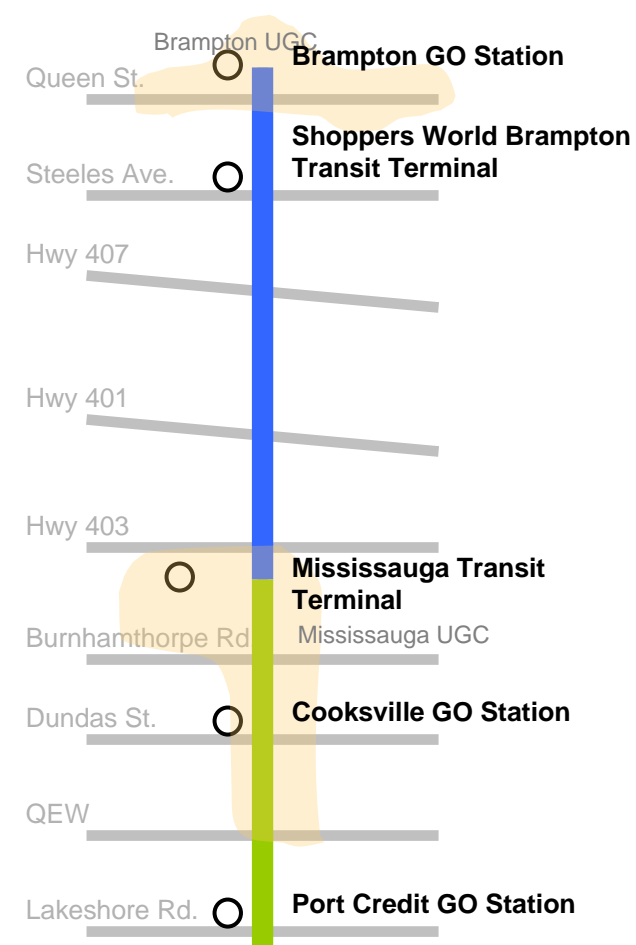 Brampton UGC
Brampton GO Station
Queen St.
Shoppers World Brampton
Transit Terminal
Steeles Ave.
Hwy 407
Hwy 401
Hwy 403
Mississauga Transit
Terminal
Burnhamthorpe Rd
Mississauga UGC
Dundas St.
Cooksville GO Station
QEW
Lakeshore Rd.
Port Credit GO Station